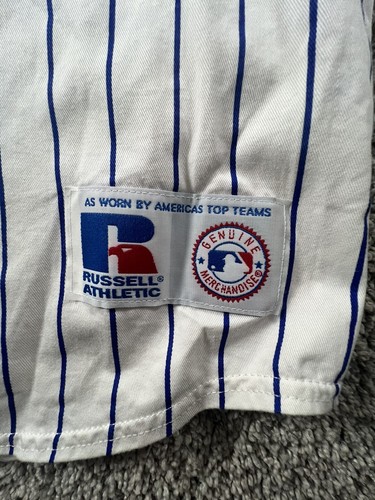 AS WORN BY AMERICAS TOP TEAMS
R
RUSSELL
ATHLETIC
GENUINE
MERCHANDISE®